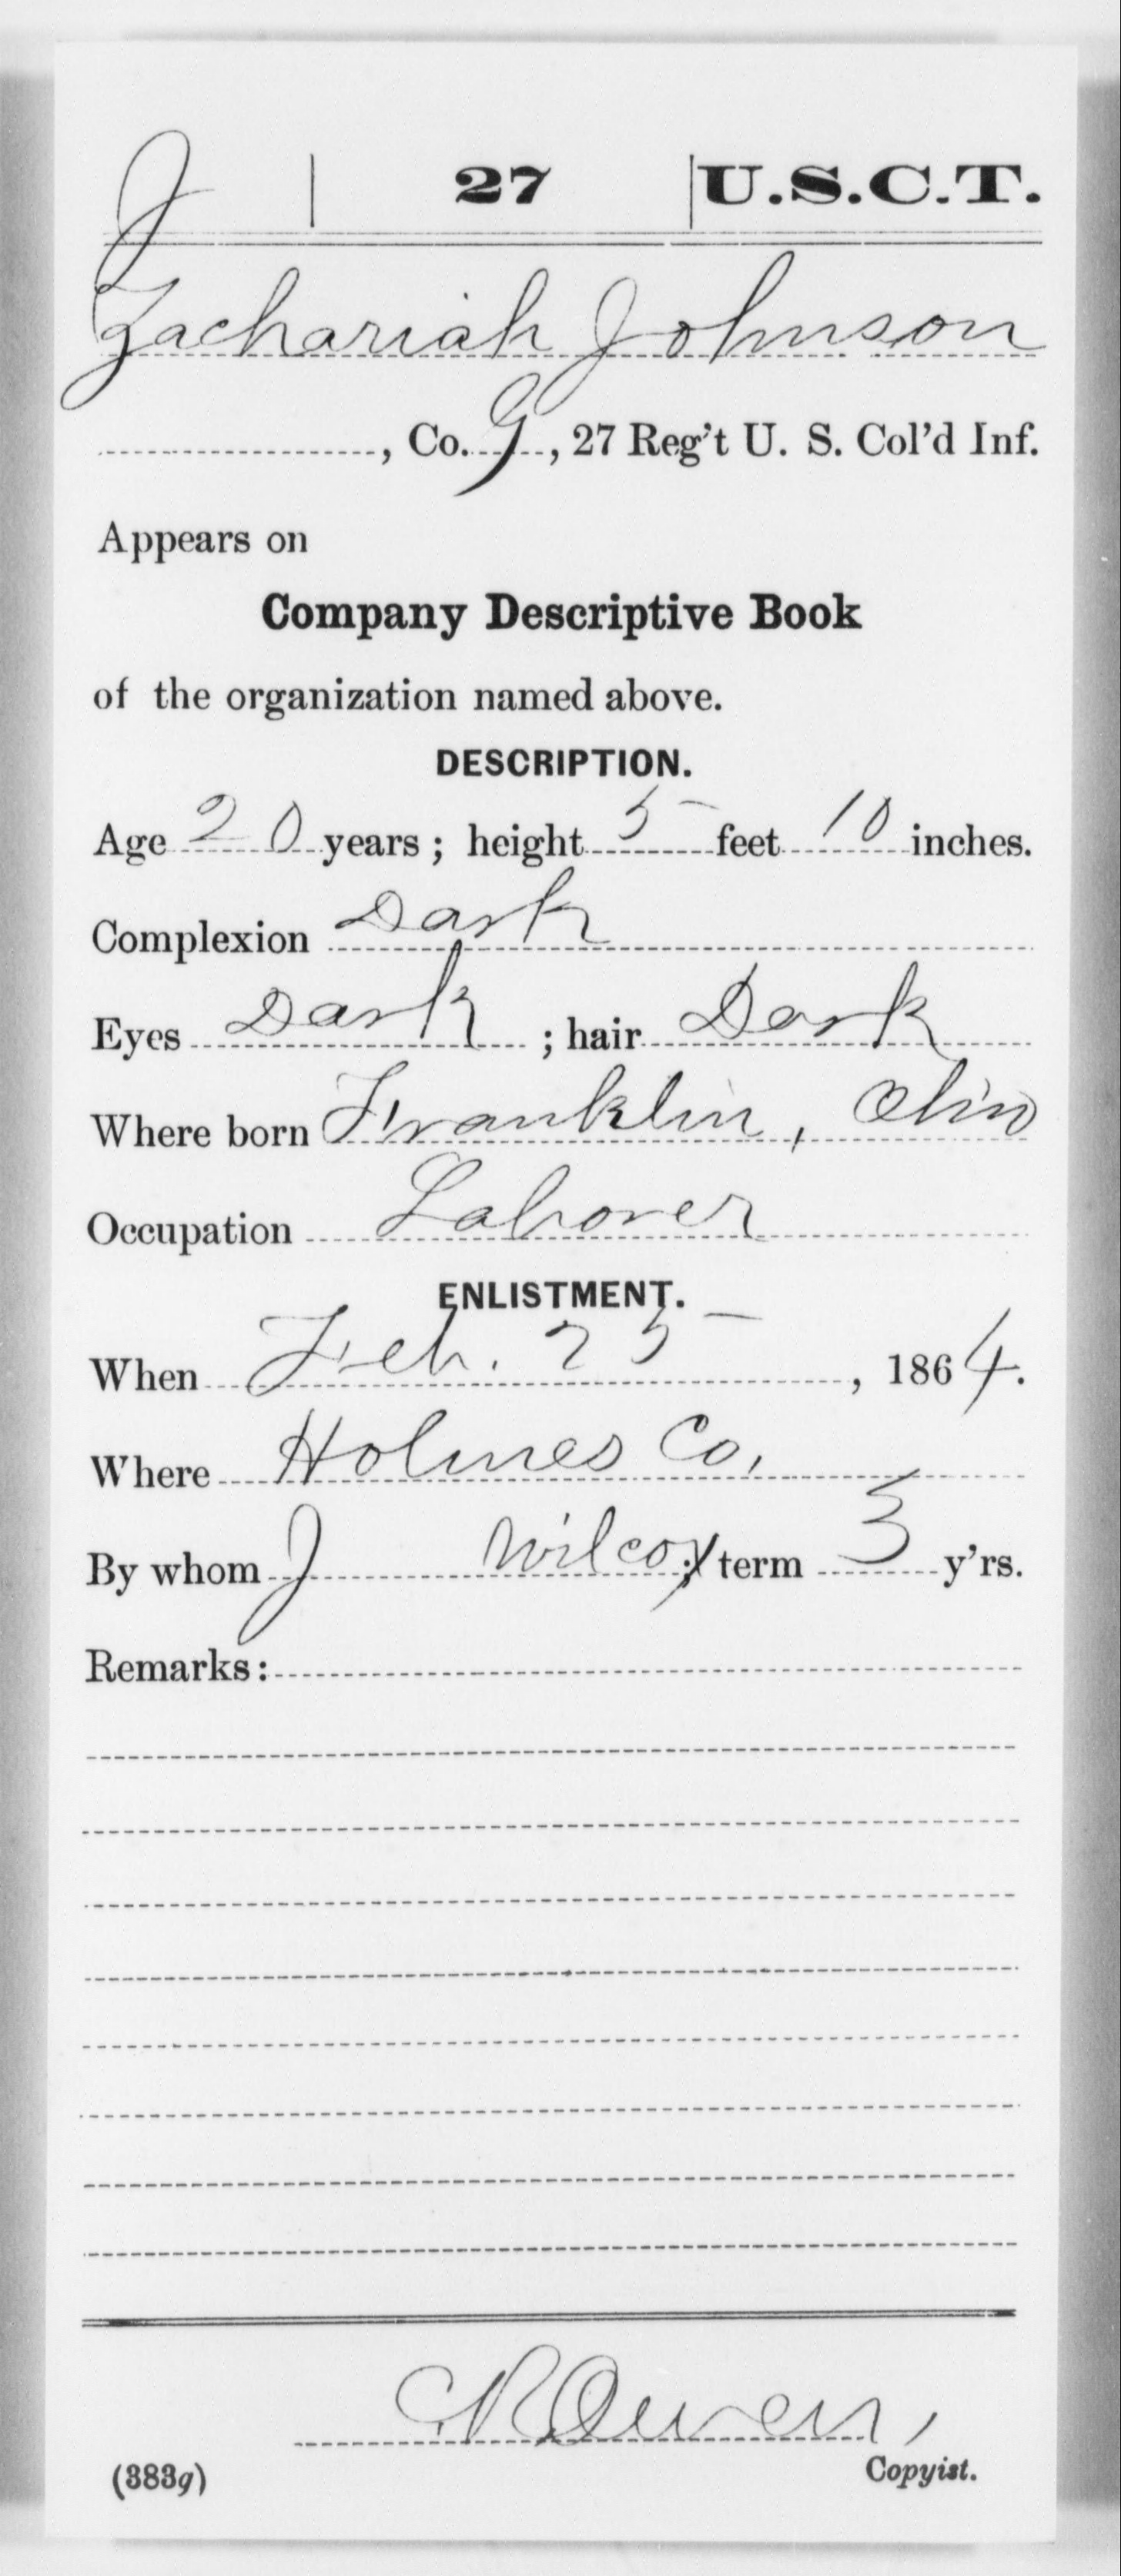 J | 27 | U.S.C.T.
Zachariah Johnson
, Co. G, 27 Reg't U. S. Col'd Inf.
Appears on
Company Descriptive Book
of the organization named above.
DESCRIPTION.
Age 20 years; height 5 feet 10 inches.
Complexion Dark
Eyes Dark; hair Dark
Where born Franklin, Ohio
Occupation Laborer
ENLISTMENT.
When Feb. 25, 1864.
Where Holmes Co.
By whom J Wilcox; term 3 y'rs.
Remarks:
CR Owen,
(383g) Copyist.